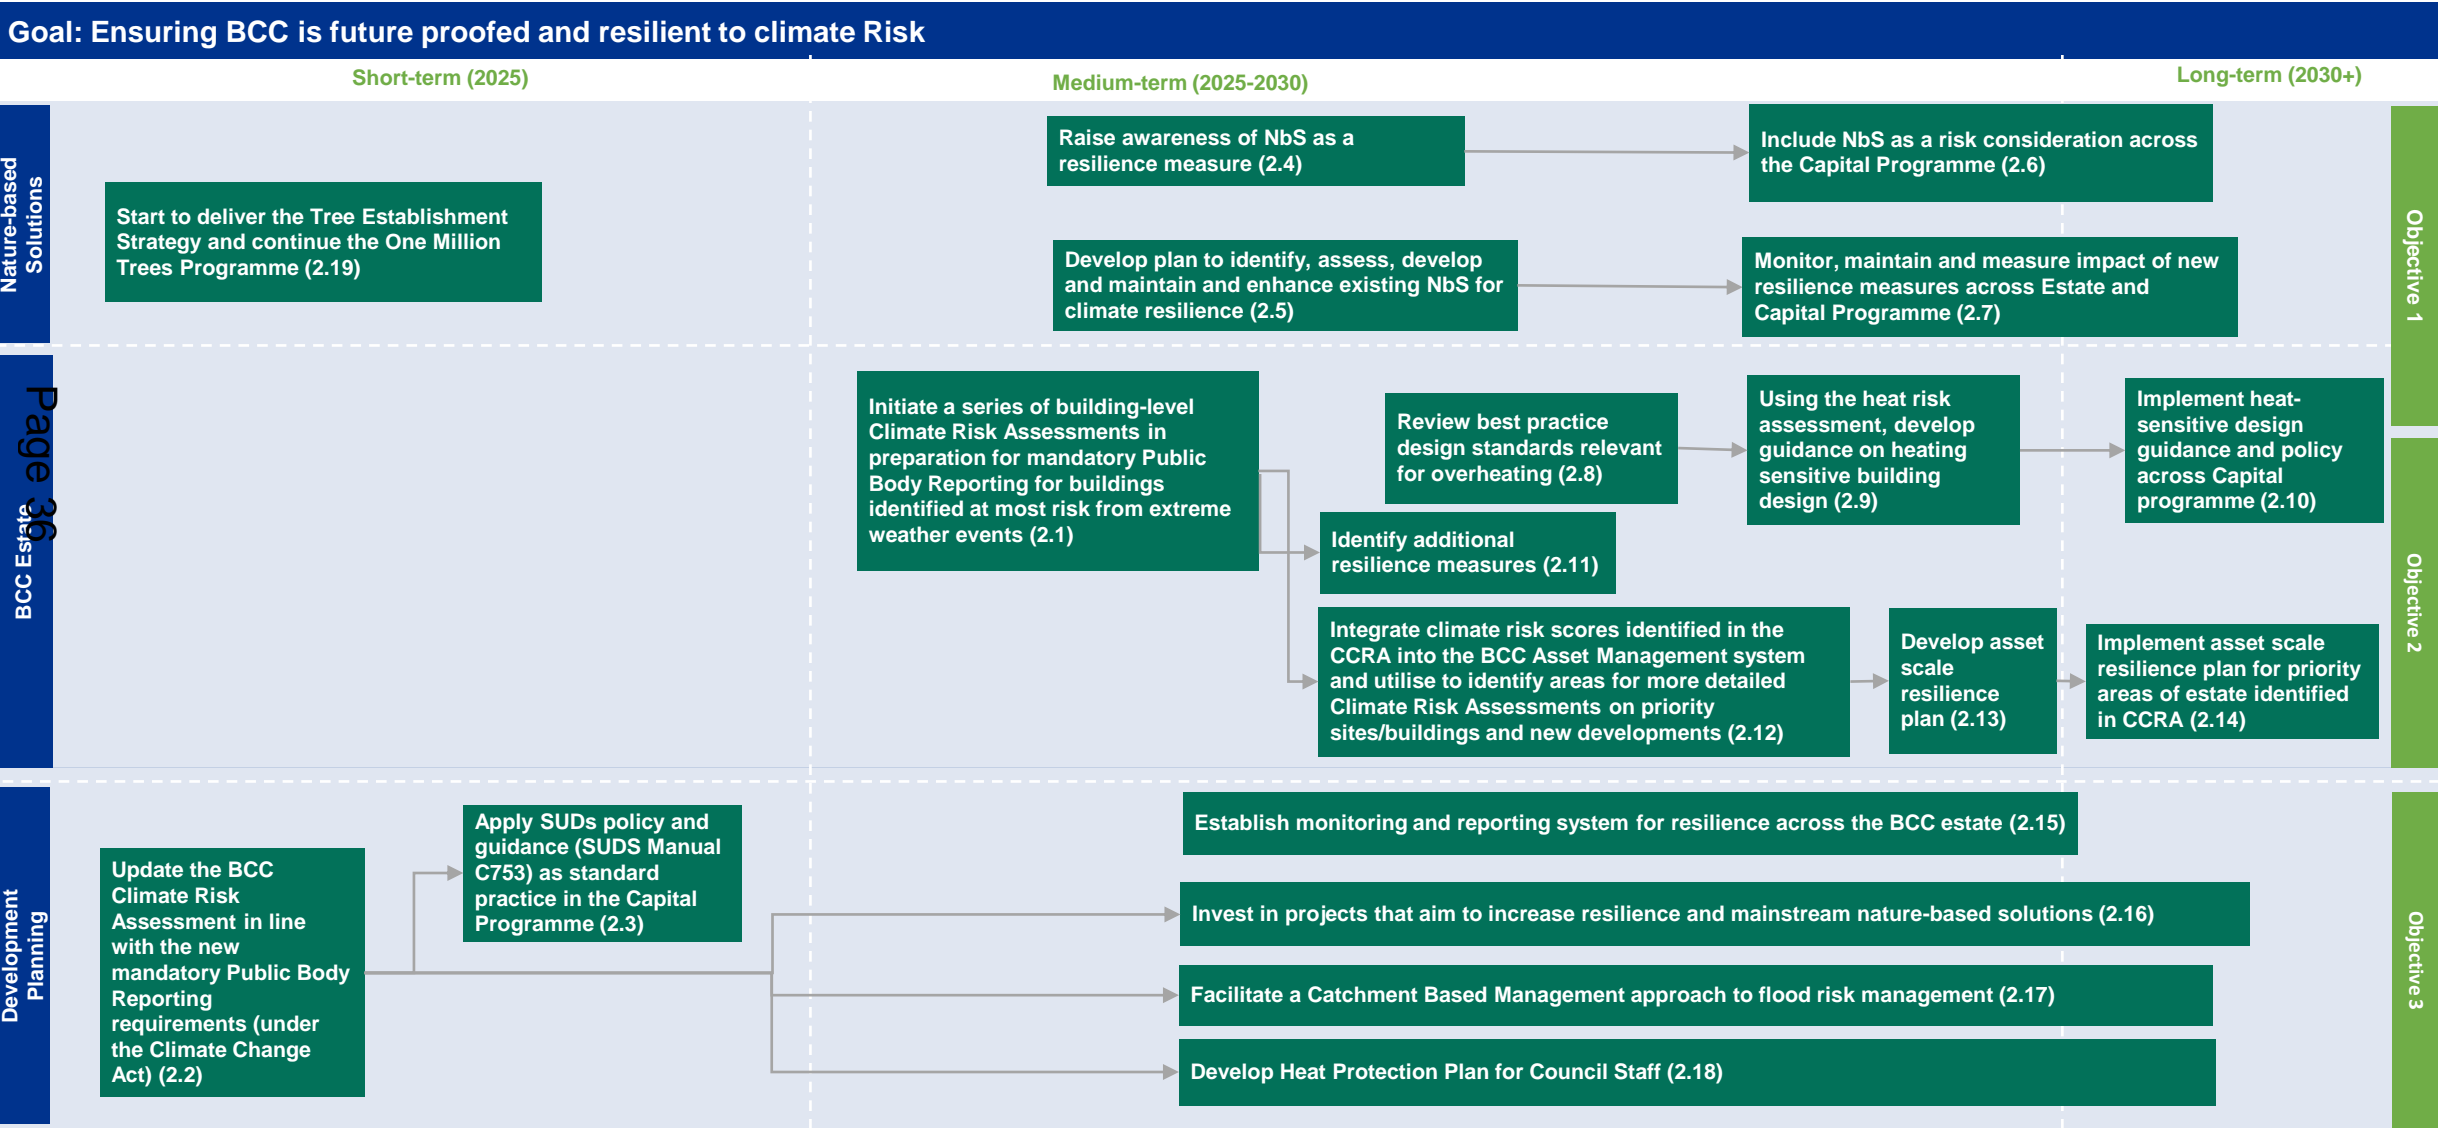 Goal: Ensuring BCC is future proofed and resilient to climate Risk
Short-term (2025)
Medium-term (2025-2030)
Long-term (2030+)
Nature-based
Solutions
Start to deliver the Tree Establishment
Strategy and continue the One Million
Trees Programme (2.19)
Raise awareness of NbS as a
resilience measure (2.4)
Include NbS as a risk consideration across
the Capital Programme (2.6)
Develop plan to identify, assess, develop
and maintain and enhance existing NbS for
climate resilience (2.5)
Monitor, maintain and measure impact of new
resilience measures across Estate and
Capital Programme (2.7)
Objective 1
Page 36
BCC Estate
Initiate a series of building-level
Climate Risk Assessments in
preparation for mandatory Public
Body Reporting for buildings
identified at most risk from extreme
weather events (2.1)
Review best practice
design standards relevant
for overheating (2.8)
Using the heat risk
assessment, develop
guidance on heating
sensitive building
design (2.9)
Implement heat-
sensitive design
guidance and policy
across Capital
programme (2.10)
Identify additional
resilience measures (2.11)
Integrate climate risk scores identified in the
CCRA into the BCC Asset Management system
and utilise to identify areas for more detailed
Climate Risk Assessments on priority
sites/buildings and new developments (2.12)
Develop asset
scale
resilience
plan (2.13)
Implement asset scale
resilience plan for priority
areas of estate identified
in CCRA (2.14)
Objective 2
Development
Planning
Update the BCC
Climate Risk
Assessment in line
with the new
mandatory Public Body
Reporting
requirements (under
the Climate Change
Act) (2.2)
Apply SUDs policy and
guidance (SUDS Manual
C753) as standard
practice in the Capital
Programme (2.3)
Establish monitoring and reporting system for resilience across the BCC estate (2.15)
Invest in projects that aim to increase resilience and mainstream nature-based solutions (2.16)
Facilitate a Catchment Based Management approach to flood risk management (2.17)
Develop Heat Protection Plan for Council Staff (2.18)
Objective 3